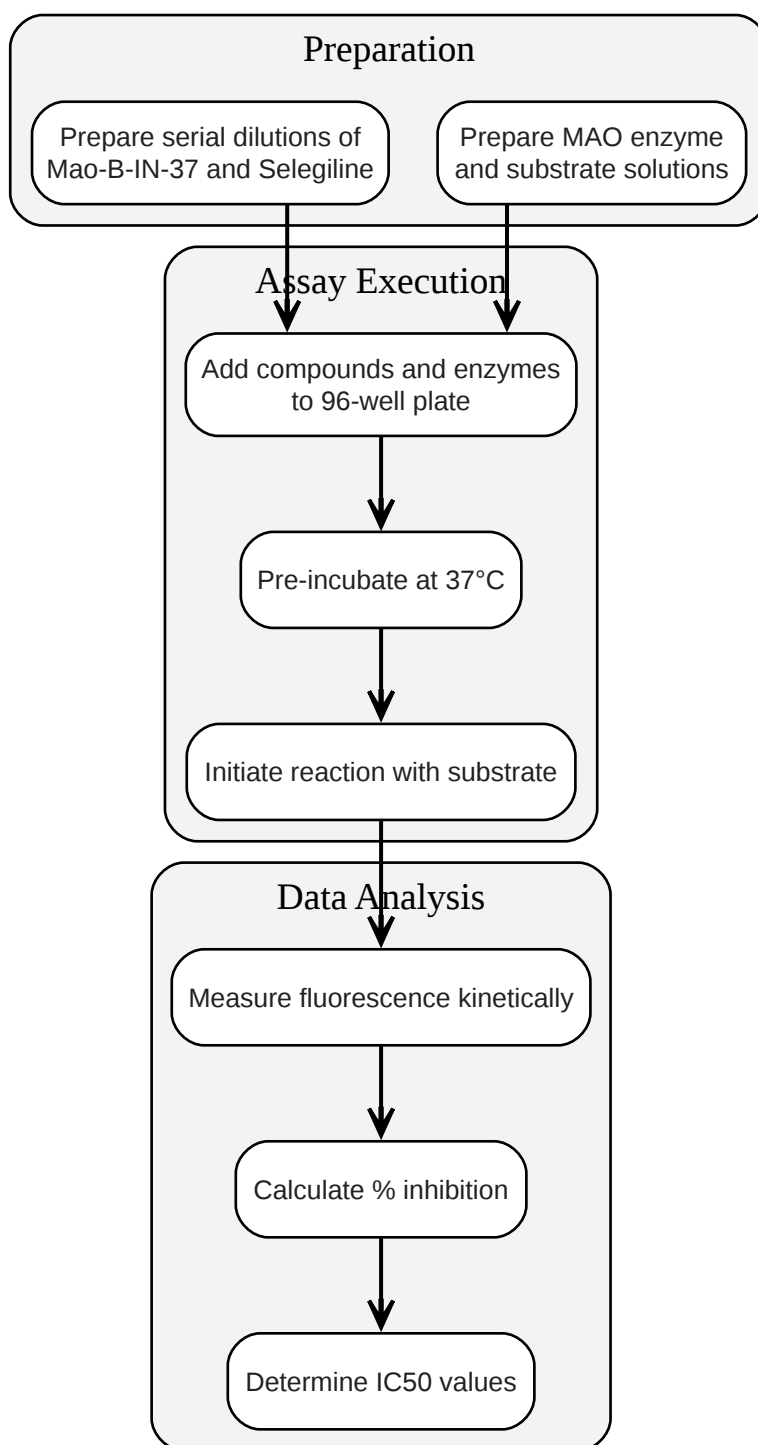 Preparation
Prepare serial dilutions of
Mao-B-IN-37 and Selegiline
Prepare MAO enzyme
and substrate solutions
Assay Execution
Add compounds and enzymes
to 96-well plate
Pre-incubate at 37°C
Initiate reaction with substrate
Data Analysis
Measure fluorescence kinetically
Calculate % inhibition
Determine IC50 values